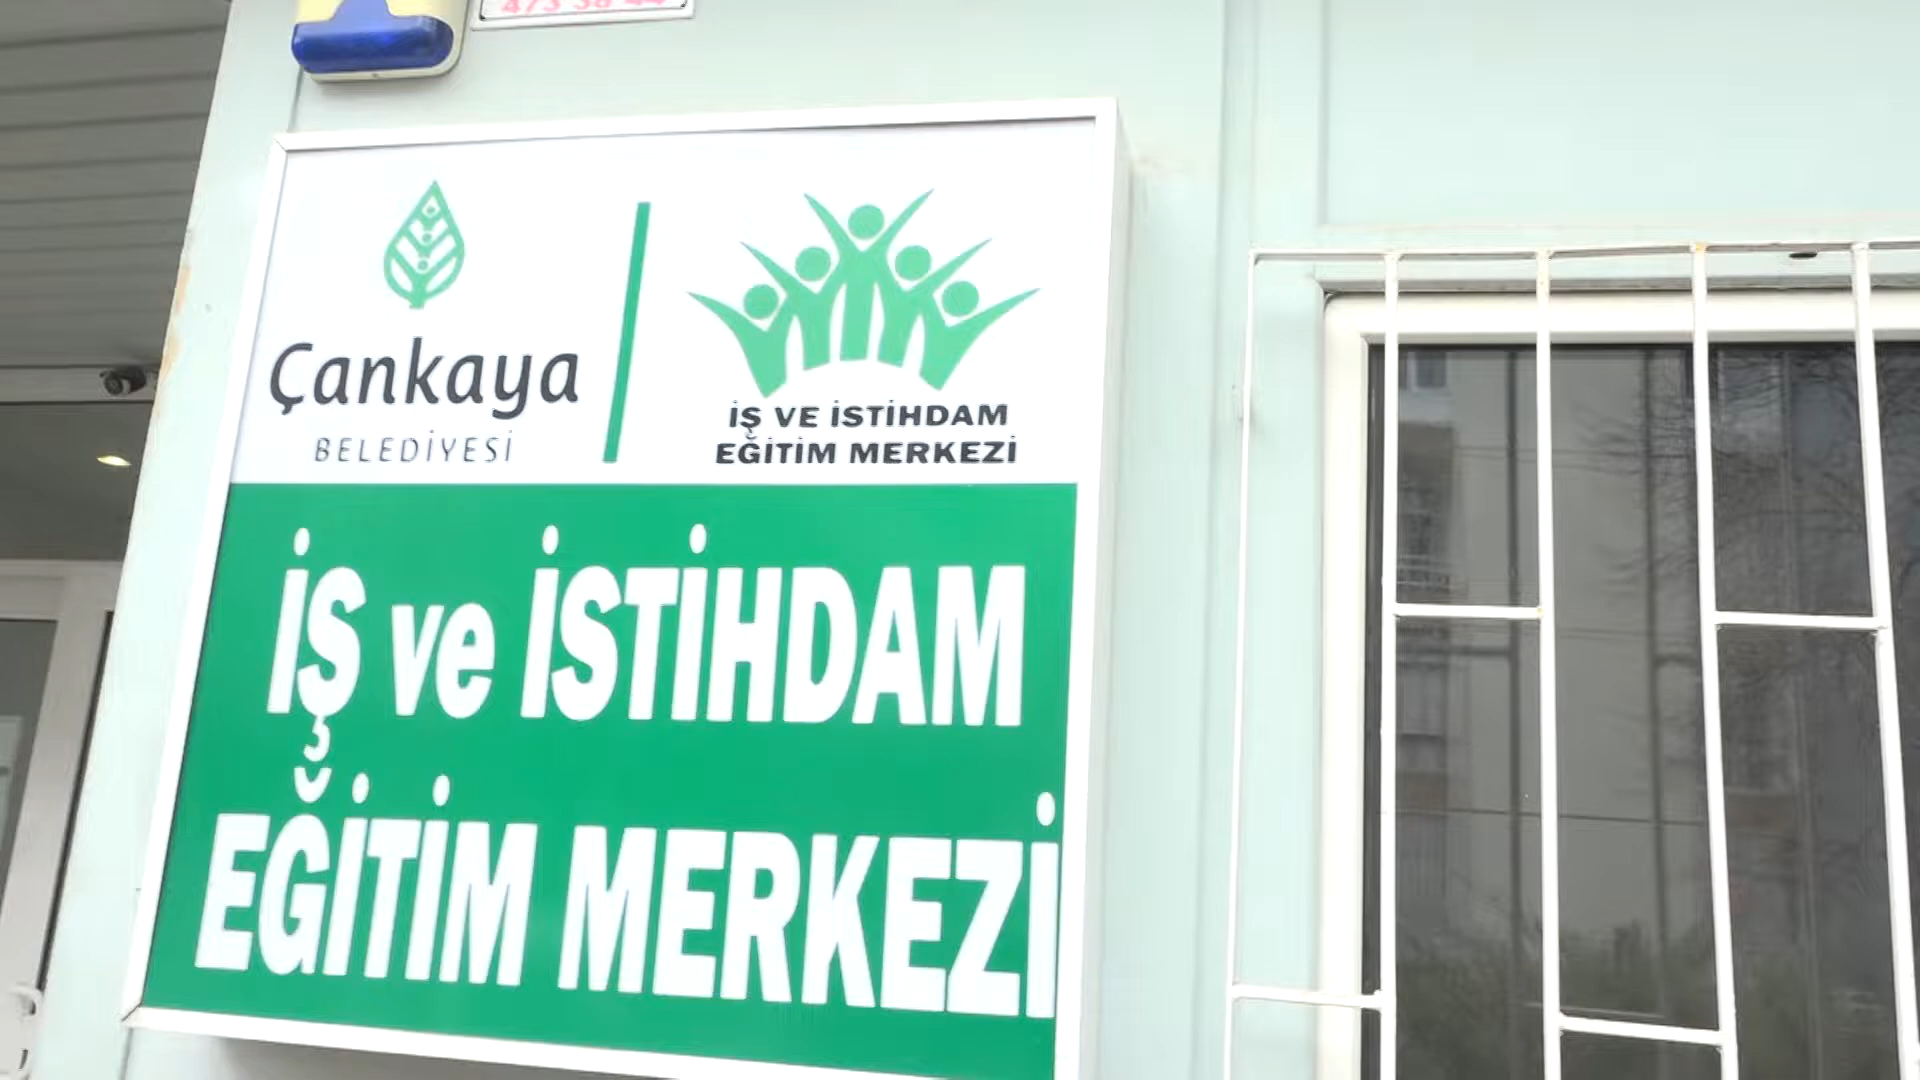 Çankaya
BELEDİYESİ
İŞ VE İSTİHDAM
EĞİTİM MERKEZİ
İŞ ve İSTİHDAM
EĞİTİM MERKEZİ